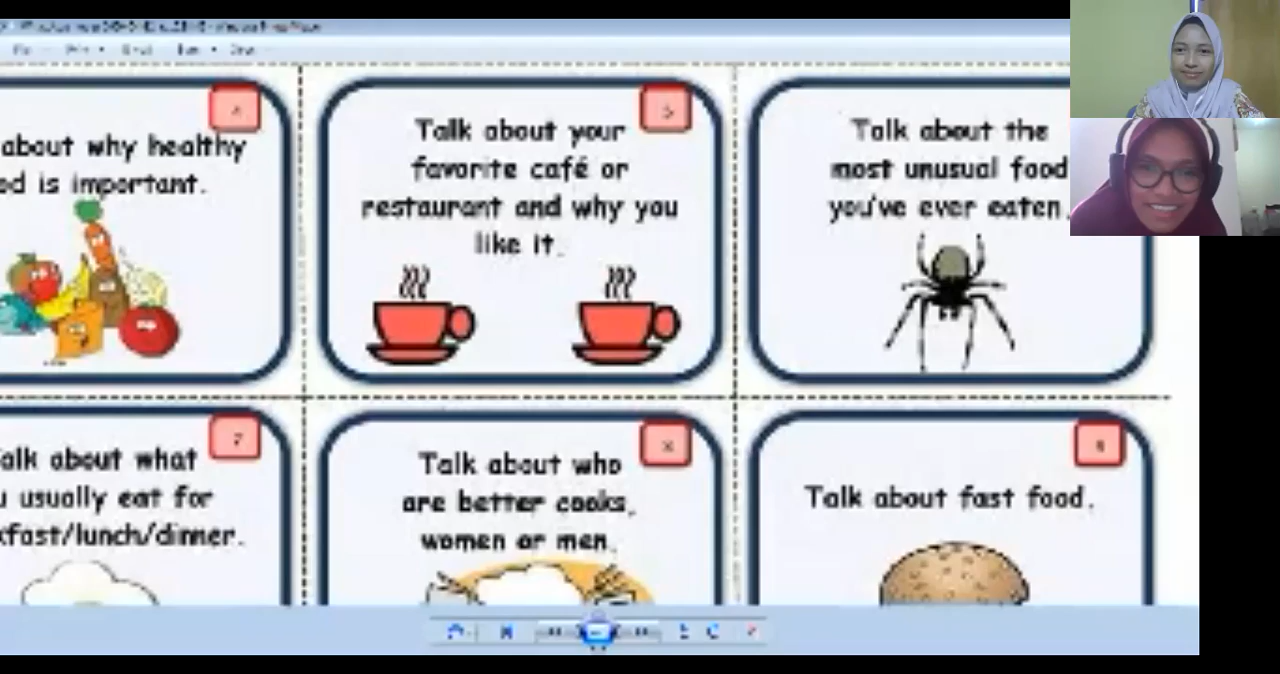 about why healthy
od is important.
5
Talk about your
favorite café or
restaurant and why you
like it.
Talk about the
most unusual food
you've ever eaten.
7
alk about what
u usually eat for
kfast/lunch/dinner.
Talk about who
are better cooks,
women or men.
Talk about fast food.